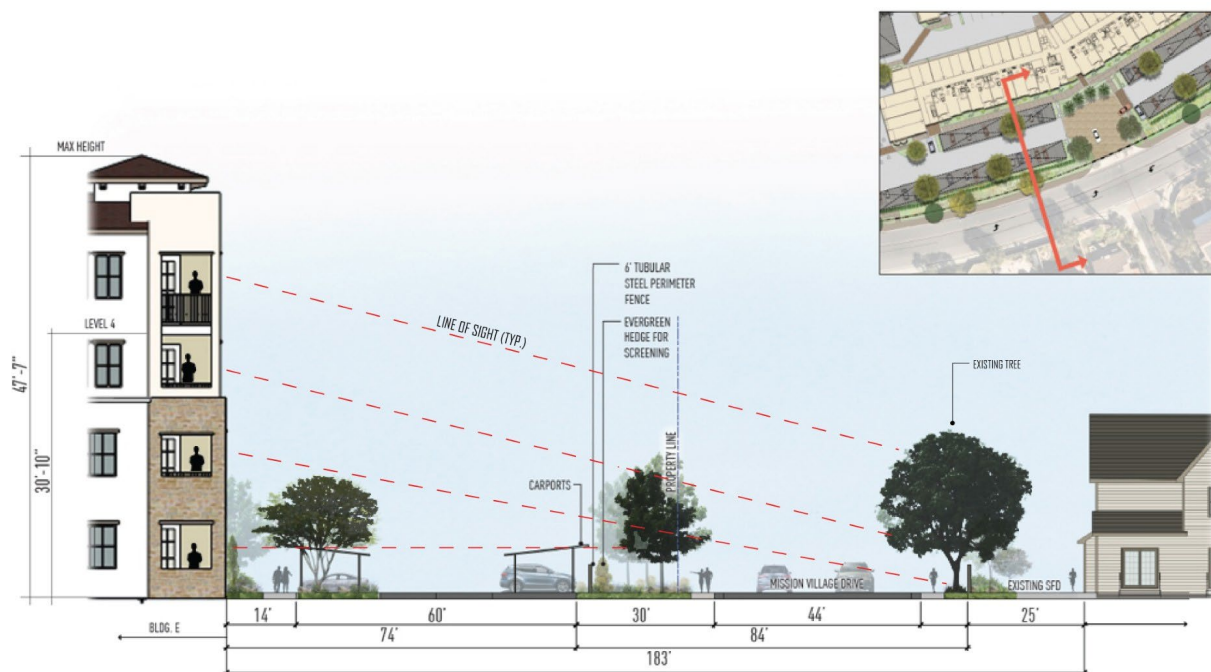 MAX HEIGHT
6' TUBULAR
STEEL PERIMETER
FENCE
LINE OF SIGHT (TYP.)
EVERGREEN
HEDGE FOR
SCREENING
LEVEL 4
47'-7"
EXISTING TREE
30'-10"
PROPERTY LINE
CARPORTS
MISSION VILLAGE DRIVE
EXISTING SFD
14'
60'
30'
44'
25'
BLDG. E
74'
84'
183'